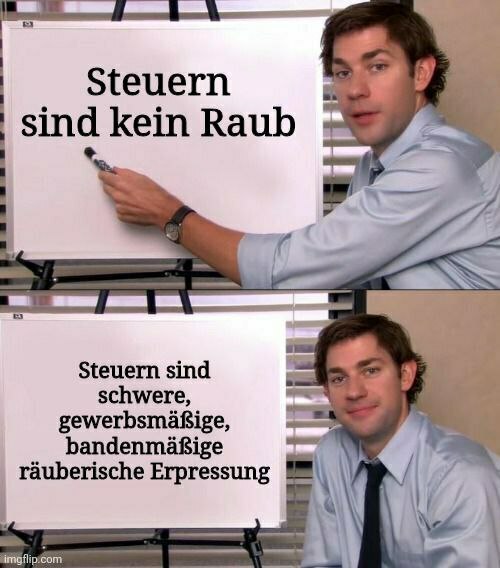 Steuern
sind kein Raub
Steuern sind
schwere,
gewerbsmäßige,
bandenmäßige
räuberische Erpressung
imgflip.com